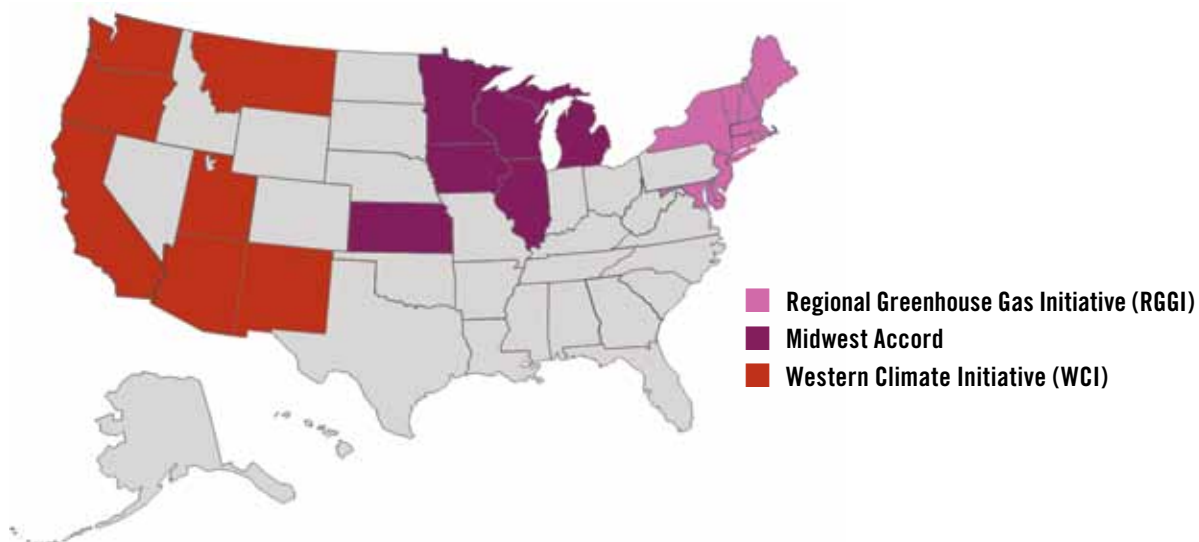 Regional Greenhouse Gas Initiative (RGGI)
Midwest Accord
Western Climate Initiative (WCI)